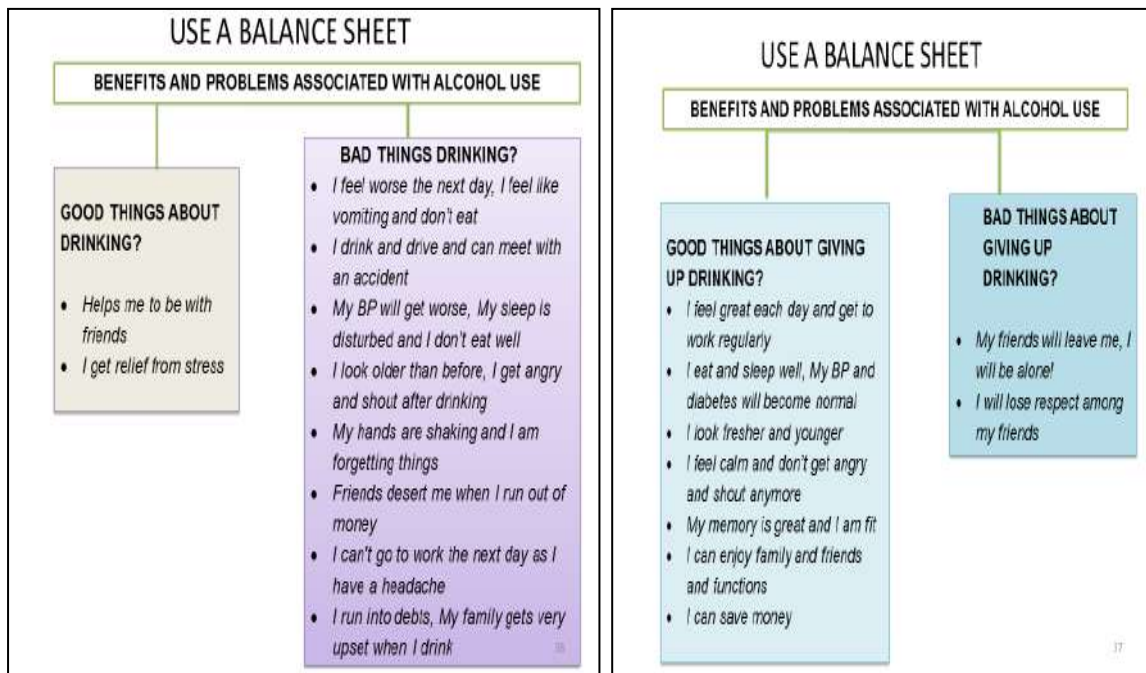 USE A BALANCE SHEET
BENEFITS AND PROBLEMS ASSOCIATED WITH ALCOHOL USE
GOOD THINGS ABOUT
DRINKING?
• Helps me to be with
friends
• I get relief from stress
BAD THINGS DRINKING?
• I feel worse the next day, I feel like
vomiting and don't eat
• I drink and drive and can meet with
an accident
• My BP will get worse, My sleep is
disturbed and I don't eat well
• I look older than before, I get angry
and shout after drinking
• My hands are shaking and I am
forgetting things
• Friends desert me when I run out of
money
• I can't go to work the next day as I
have a headache
• I run into debts, My family gets very
upset when I drink
USE A BALANCE SHEET
BENEFITS AND PROBLEMS ASSOCIATED WITH ALCOHOL USE
GOOD THINGS ABOUT GIVING
UP DRINKING?
• I feel great each day and get to
work regularly
• I eat and sleep well, My BP and
diabetes will become normal
• I look fresher and younger
• I feel calm and don't get angry
and shout anymore
• My memory is great and I am fit
• I can enjoy family and friends
and functions
• I can save money
BAD THINGS ABOUT
GIVING UP
DRINKING?
• My friends will leave me, I
will be alone!
• I will lose respect among
my friends
37